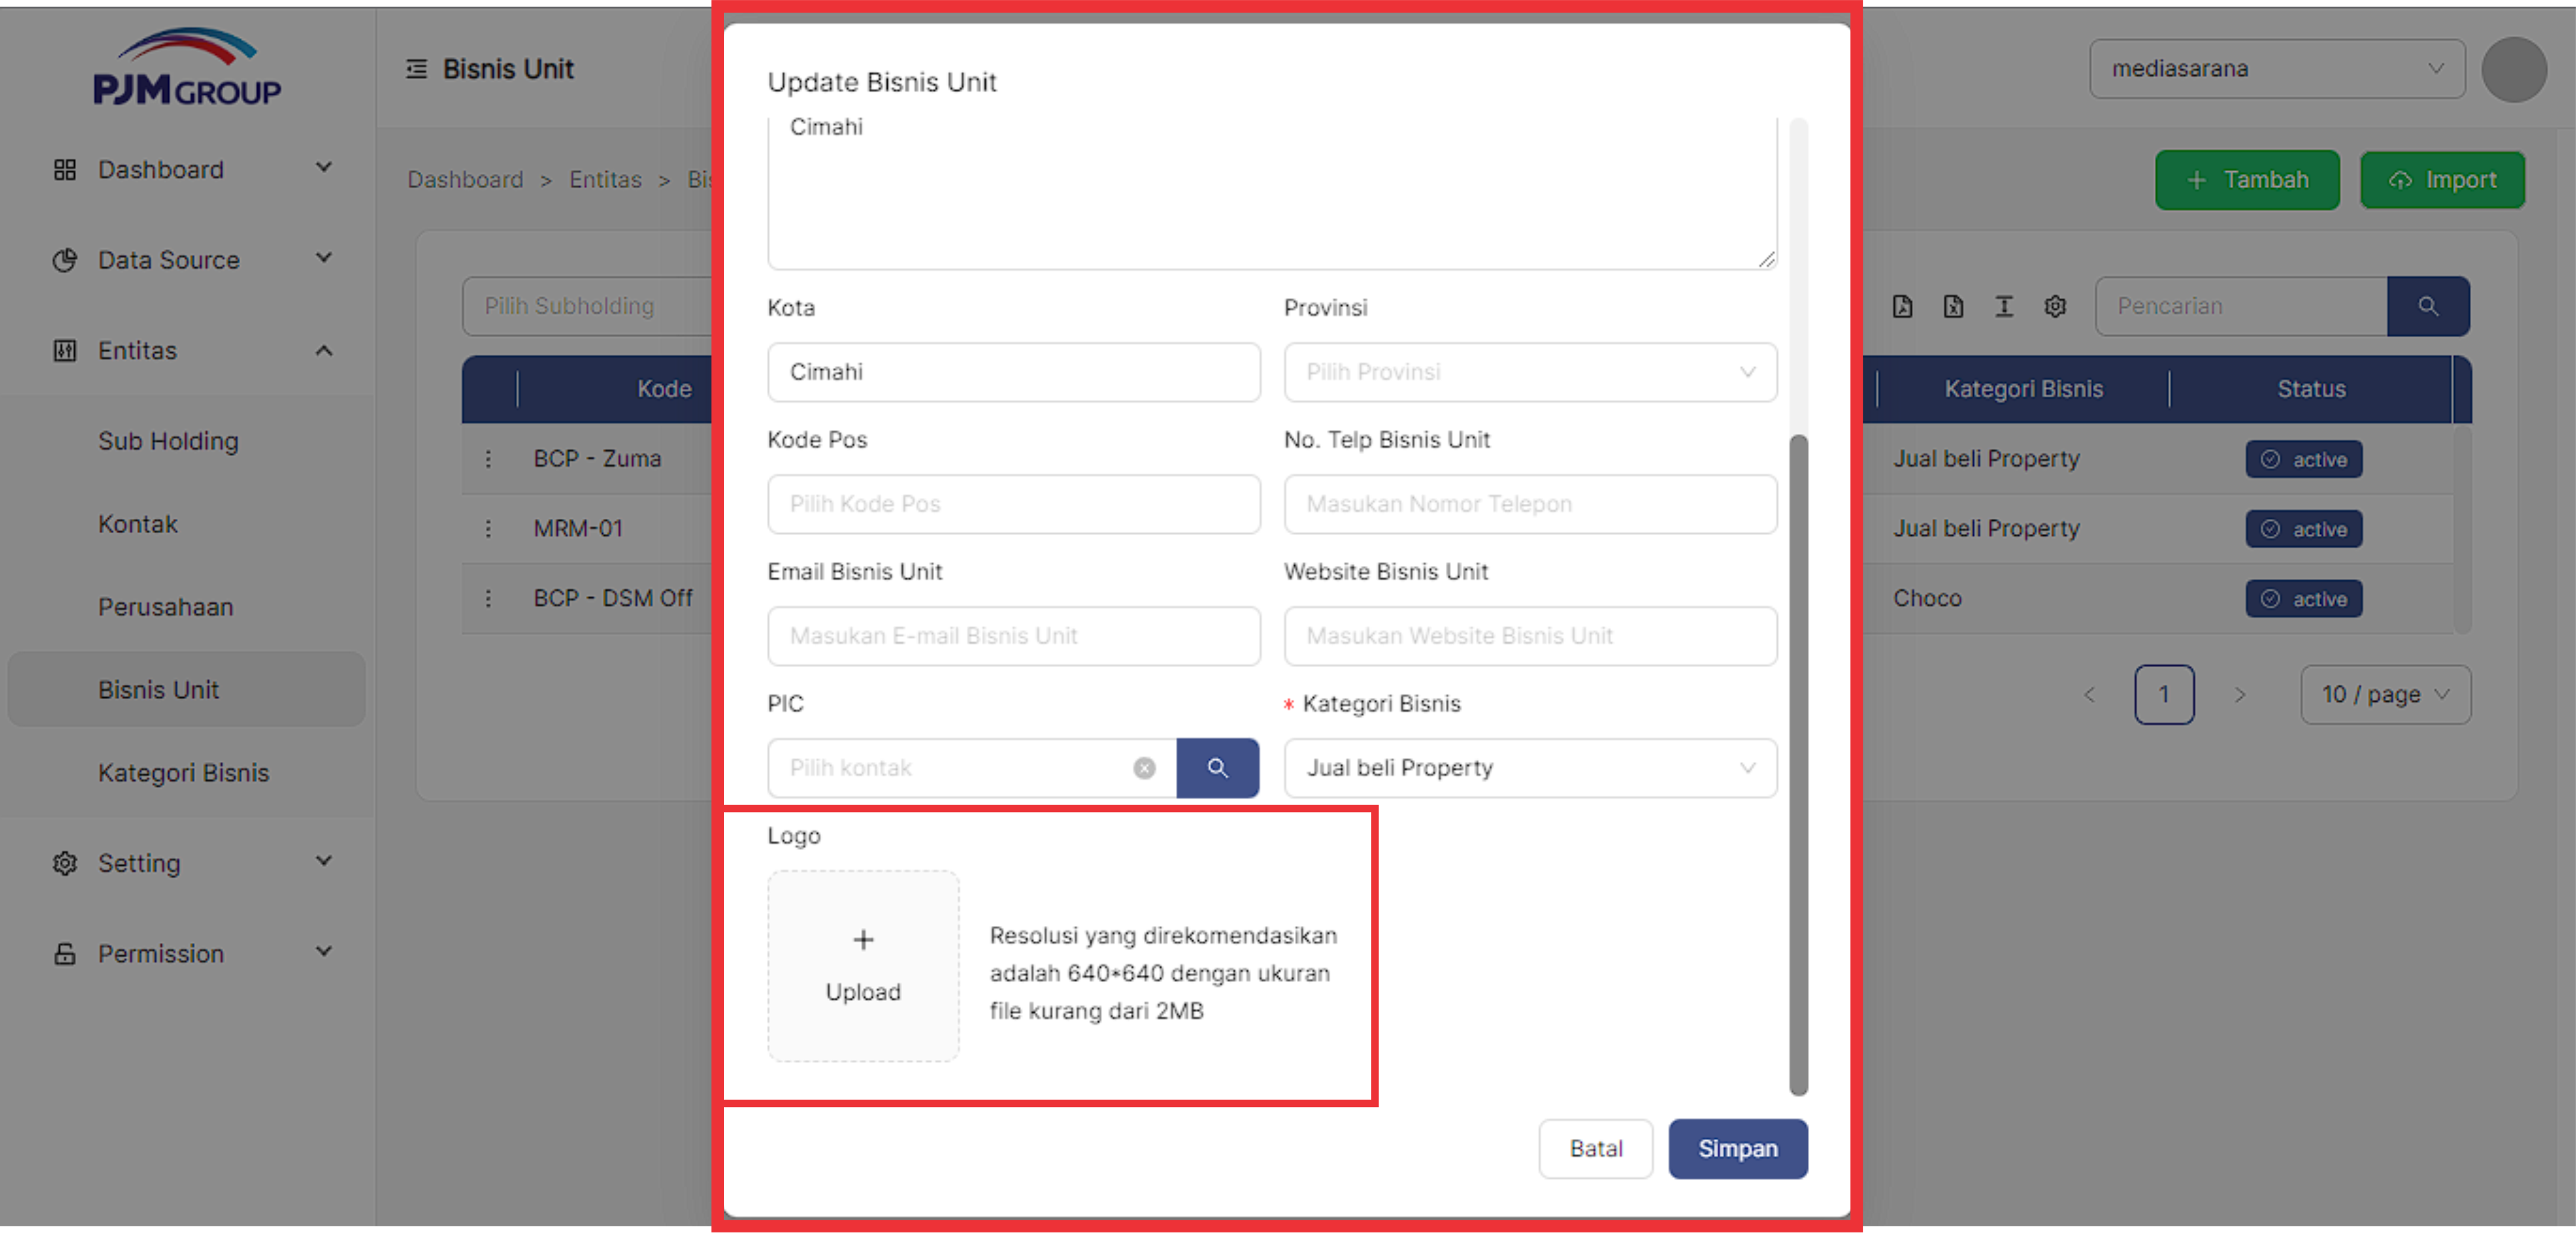 PJM GROUP
Bisnis Unit
mediasarana
Dashboard
Data Source
Entitas
Sub Holding
Kontak
Perusahaan
Bisnis Unit
Kategori Bisnis
Setting
Permission
Dashboard > Entitas >
+ Tambah
Import
Pilih Subholding
Pencarian
Kode
Kategori Bisnis
Status
BCP - Zuma
Jual beli Property
active
MRM-01
Jual beli Property
active
BCP - DSM Off
Choco
active
< 1 >
10 / page
Update Bisnis Unit
Cimahi
Kota
Provinsi
Cimahi
Pilih Provinsi
Kode Pos
No. Telp Bisnis Unit
Pilih Kode Pos
Masukan Nomor Telepon
Email Bisnis Unit
Website Bisnis Unit
Masukan E-mail Bisnis Unit
Masukan Website Bisnis Unit
PIC
* Kategori Bisnis
Pilih kontak
Jual beli Property
Logo
+
Upload
Resolusi yang direkomendasikan
adalah 640*640 dengan ukuran
file kurang dari 2MB
Batal
Simpan